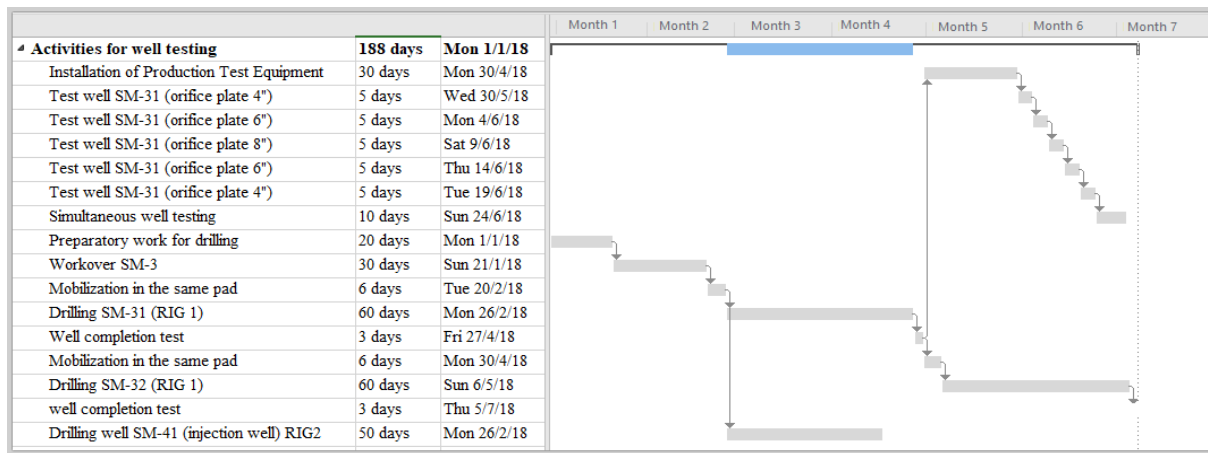 Month 1 Month 2 Month 3 Month 4 Month 5 Month 6 Month 7
Activities for well testing 188 days Mon 1/1/18
Installation of Production Test Equipment 30 days Mon 30/4/18
Test well SM-31 (orifice plate 4") 5 days Wed 30/5/18
Test well SM-31 (orifice plate 6") 5 days Mon 4/6/18
Test well SM-31 (orifice plate 8") 5 days Sat 9/6/18
Test well SM-31 (orifice plate 6") 5 days Thu 14/6/18
Test well SM-31 (orifice plate 4") 5 days Tue 19/6/18
Simultaneous well testing 10 days Sun 24/6/18
Preparatory work for drilling 20 days Mon 1/1/18
Workover SM-3 30 days Sun 21/1/18
Mobilization in the same pad 6 days Tue 20/2/18
Drilling SM-31 (RIG 1) 60 days Mon 26/2/18
Well completion test 3 days Fri 27/4/18
Mobilization in the same pad 6 days Mon 30/4/18
Drilling SM-32 (RIG 1) 60 days Sun 6/5/18
well completion test 3 days Thu 5/7/18
Drilling well SM-41 (injection well) RIG2 50 days Mon 26/2/18